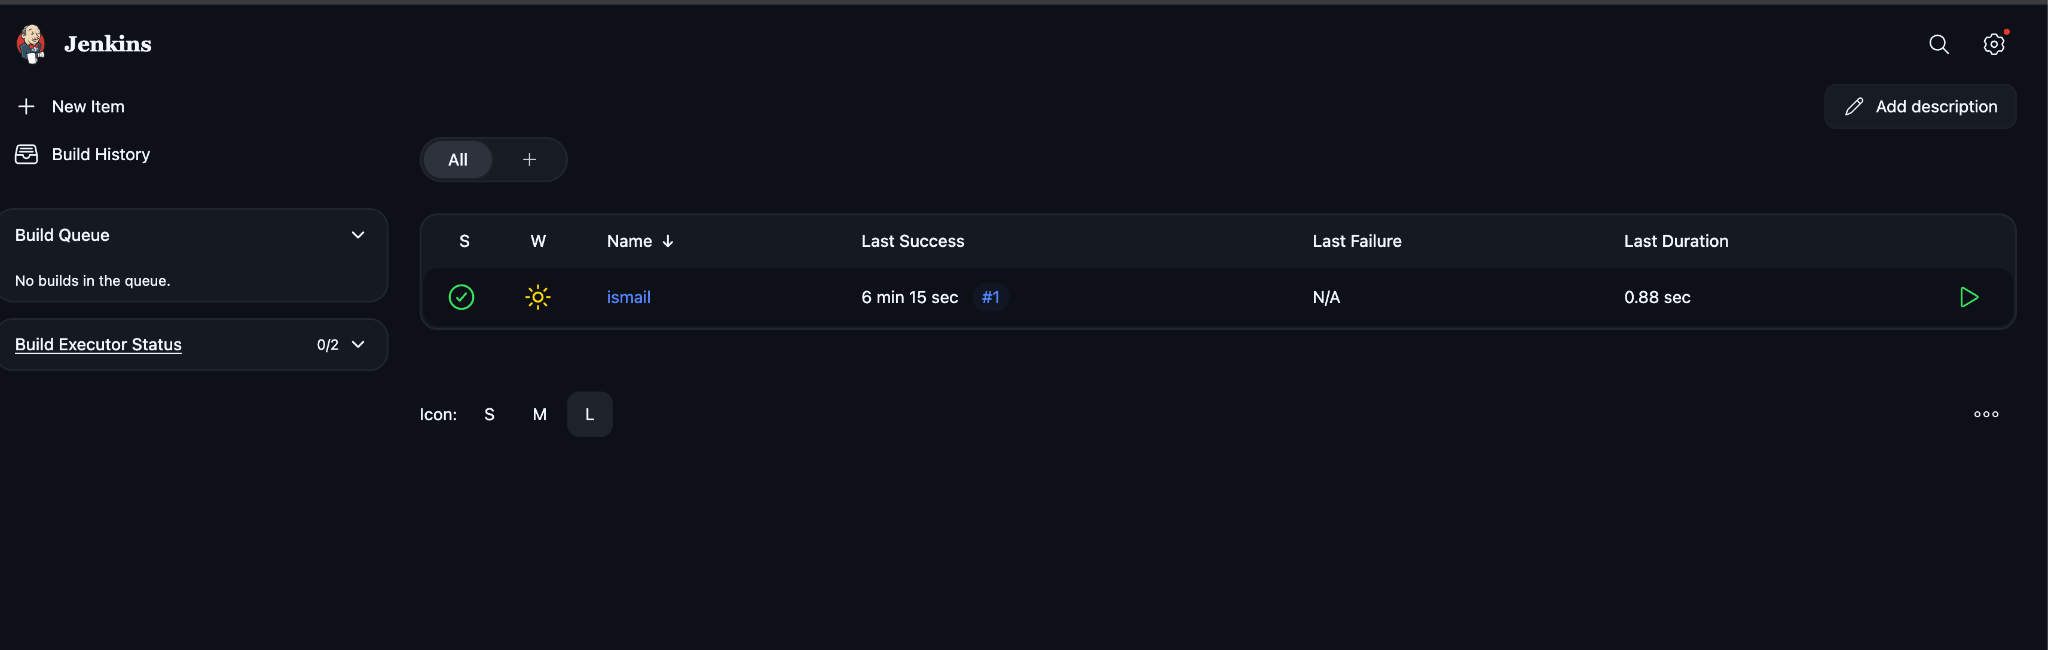 Jenkins
New Item
Add description
Build History
All
Build Queue
No builds in the queue.
Build Executor Status 0/2
S W Name Last Success Last Failure Last Duration
ismail 6 min 15 sec #1 N/A 0.88 sec
Icon: S M L